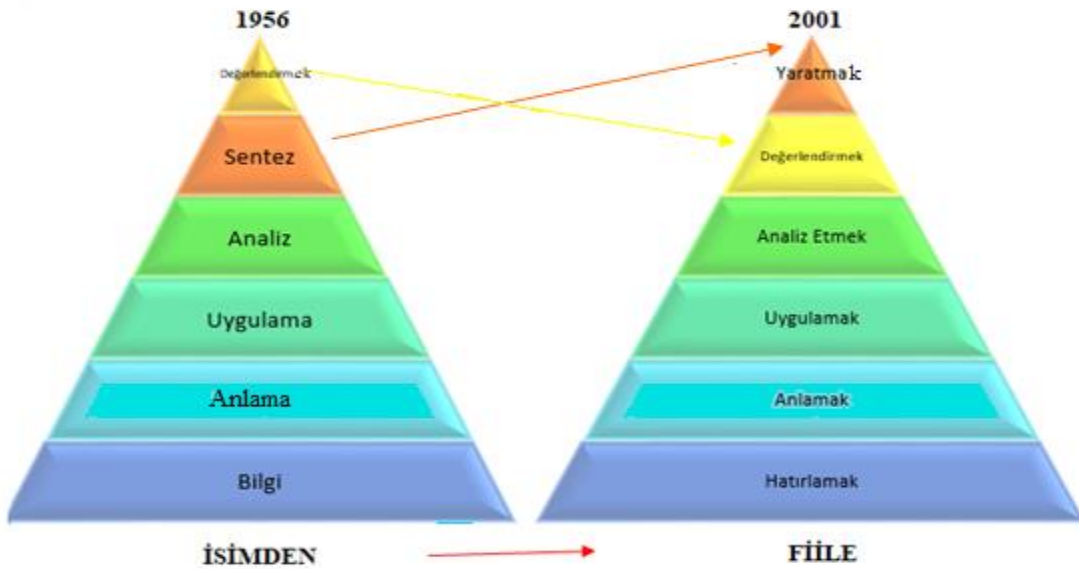 1956
Değerlendirmek
Sentez
Analiz
Uygulama
Anlama
Bilgi
İSİMDEN
2001
Yaratmak
Değerlendirmek
Analiz Etmek
Uygulamak
Anlamak
Hatırlamak
FİİLE